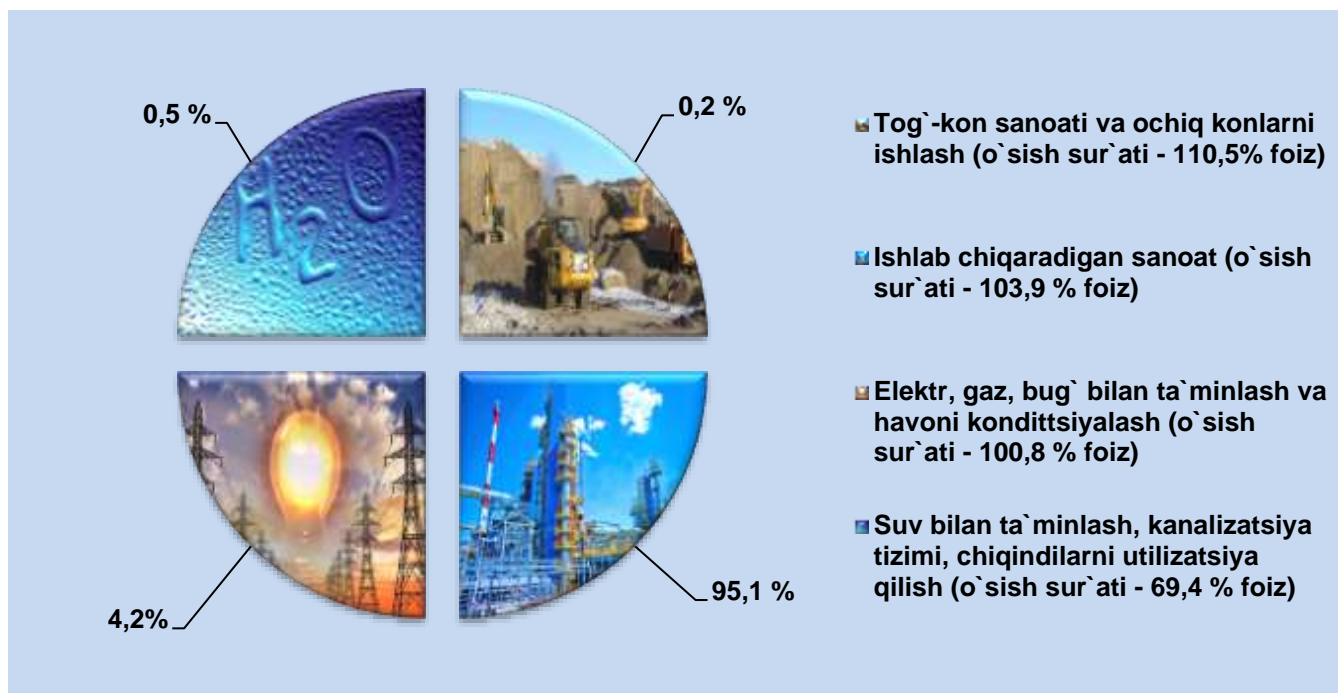 0,5 %
0,2 %
H2O
4,2%
95,1 %
Tog`-kon sanoati va ochiq konlarni
ishlash (o`sish sur`ati - 110,5% foiz)
Ishlab chiqaradigan sanoat (o`sish
sur`ati - 103,9 % foiz)
Elektr, gaz, bug` bilan ta`minlash va
havoni kondittsiyalash (o`sish
sur`ati - 100,8 % foiz)
Suv bilan ta`minlash, kanalizatsiya
tizimi, chiqindilarni utilizatsiya
qilish (o`sish sur`ati - 69,4 % foiz)